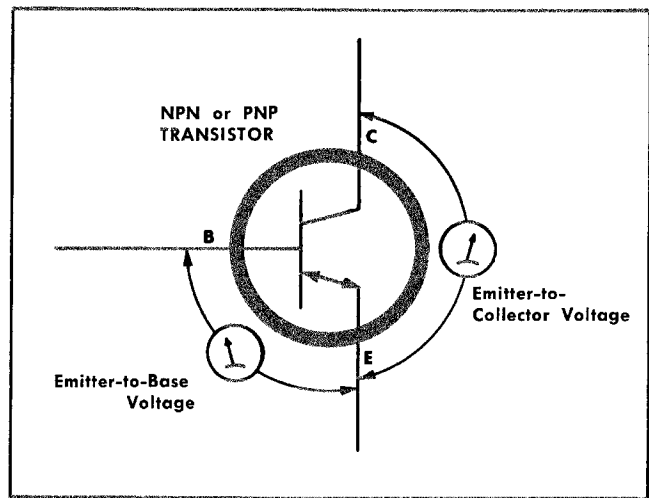 NPN or PNP
TRANSISTOR
C
B
Emitter-to-
Collector Voltage
E
Emitter-to-Base
Voltage